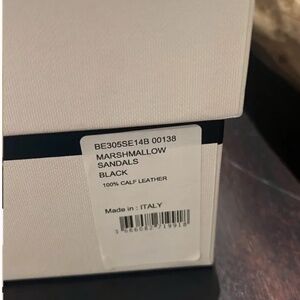 BE305SE14B 00138
MARSHMALLOW
SANDALS
BLACK
100% CALF LEATHER
Made in : ITALY